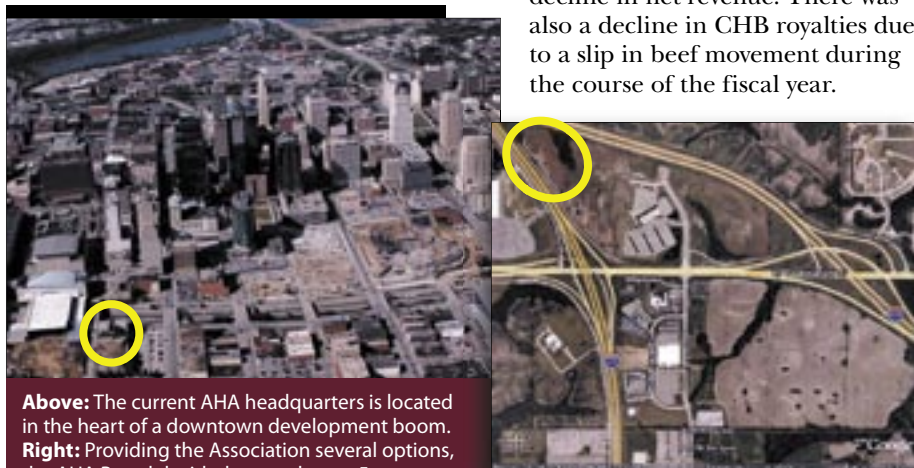 also a decline in CHB royalties due
to a slip in beef movement during
the course of the fiscal year.
Above: The current AHA headquarters is located
in the heart of a downtown development boom.
Right: Providing the Association several options,